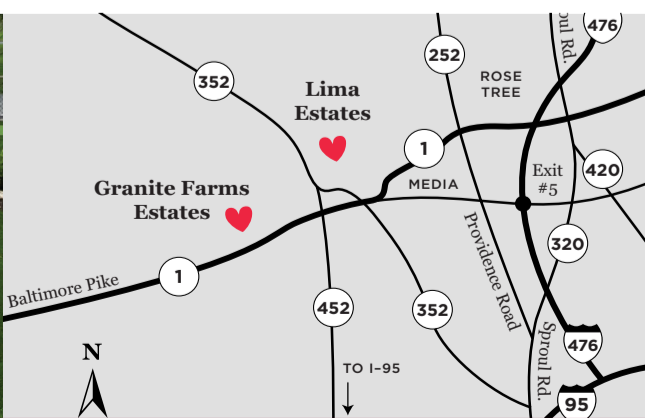 oul Rd.
476
252
352
ROSE
TREE
Lima
Estates
1
MEDIA
Exit
#5
420
Granite Farms
Estates
Providence Road
320
1
Baltimore Pike
452
352
476
Sproul Rd.
N
TO I-95
95